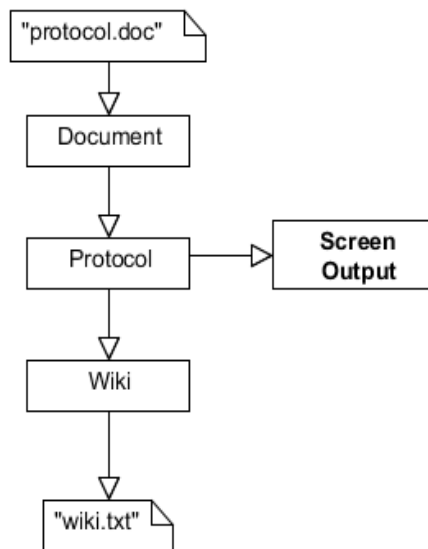 "protocol.doc"
Document
Protocol
Screen
Output
Wiki
"wiki.txt"